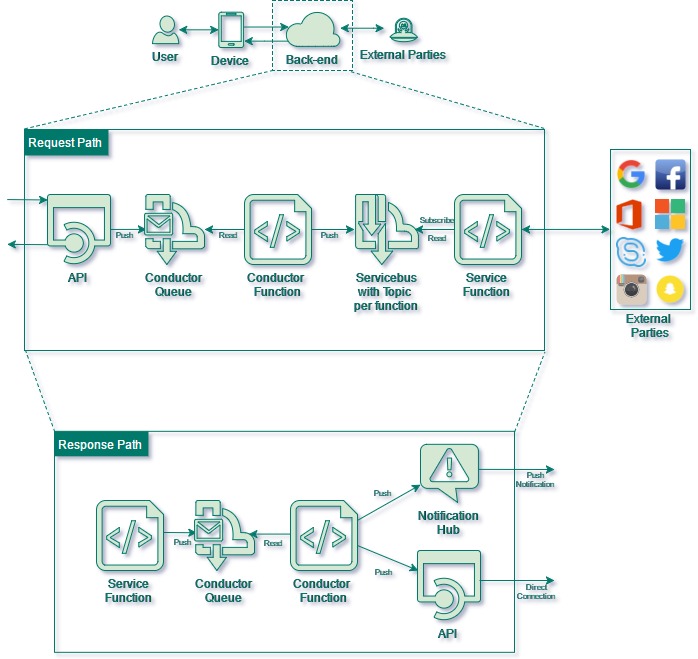 User
Device
Back-end
External Parties
Request Path
API
Push
Conductor
Queue
Read
Conductor
Function
Push
Servicebus
with Topic
per function
Subscribe
Read
Service
Function
External
Parties
Response Path
Service
Function
Push
Conductor
Queue
Read
Conductor
Function
Push
Notification
Hub
Push
Notification
Push
API
Direct
Connection